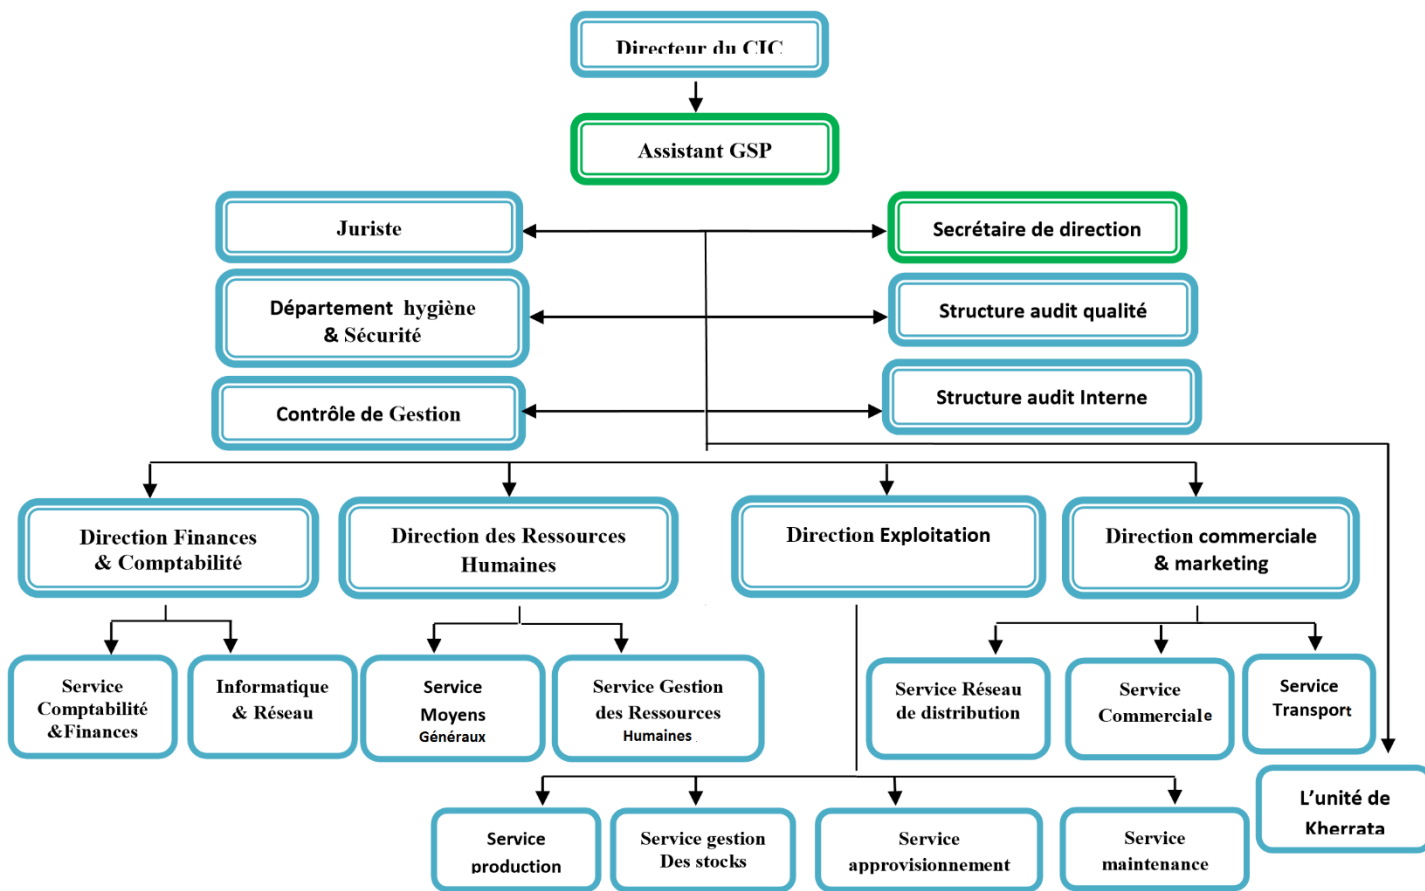 Directeur du CIC
Assistant GSP
Juriste
Secrétaire de direction
Département hygiène
& Sécurité
Structure audit qualité
Contrôle de Gestion
Structure audit Interne
Direction Finances
& Comptabilité
Direction des Ressources
Humaines
Direction Exploitation
Direction commerciale
& marketing
Service
Comptabilité
&Finances
Informatique
& Réseau
Service
Moyens
Généraux
Service Gestion
des Ressources
Humaines
Service Réseau
de distribution
Service
Commerciale
Service
Transport
L'unité de
Kherrata
Service
production
Service gestion
Des stocks
Service
approvisionnement
Service
maintenance